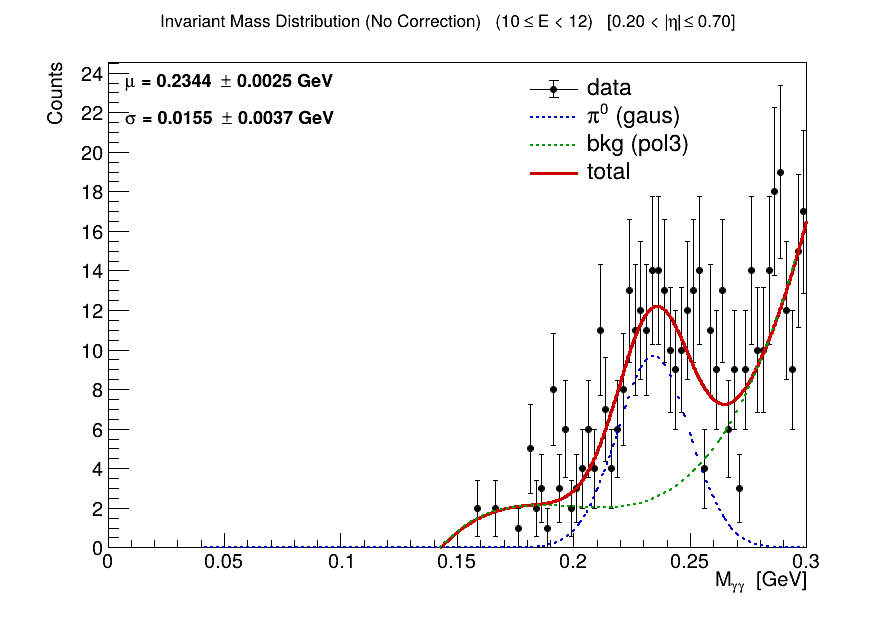 Invariant Mass Distribution (No Correction) (10 ≤ E < 12) [0.20 < |η| ≤ 0.70]
Counts
24
22
20
18
16
14
12
10
8
6
4
2
0
μ = 0.2344 ± 0.0025 GeV
σ = 0.0155 ± 0.0037 GeV
data
π⁰ (gaus)
bkg (pol3)
total
0 0.05 0.1 0.15 0.2 0.25 0.3
Mγγ [GeV]